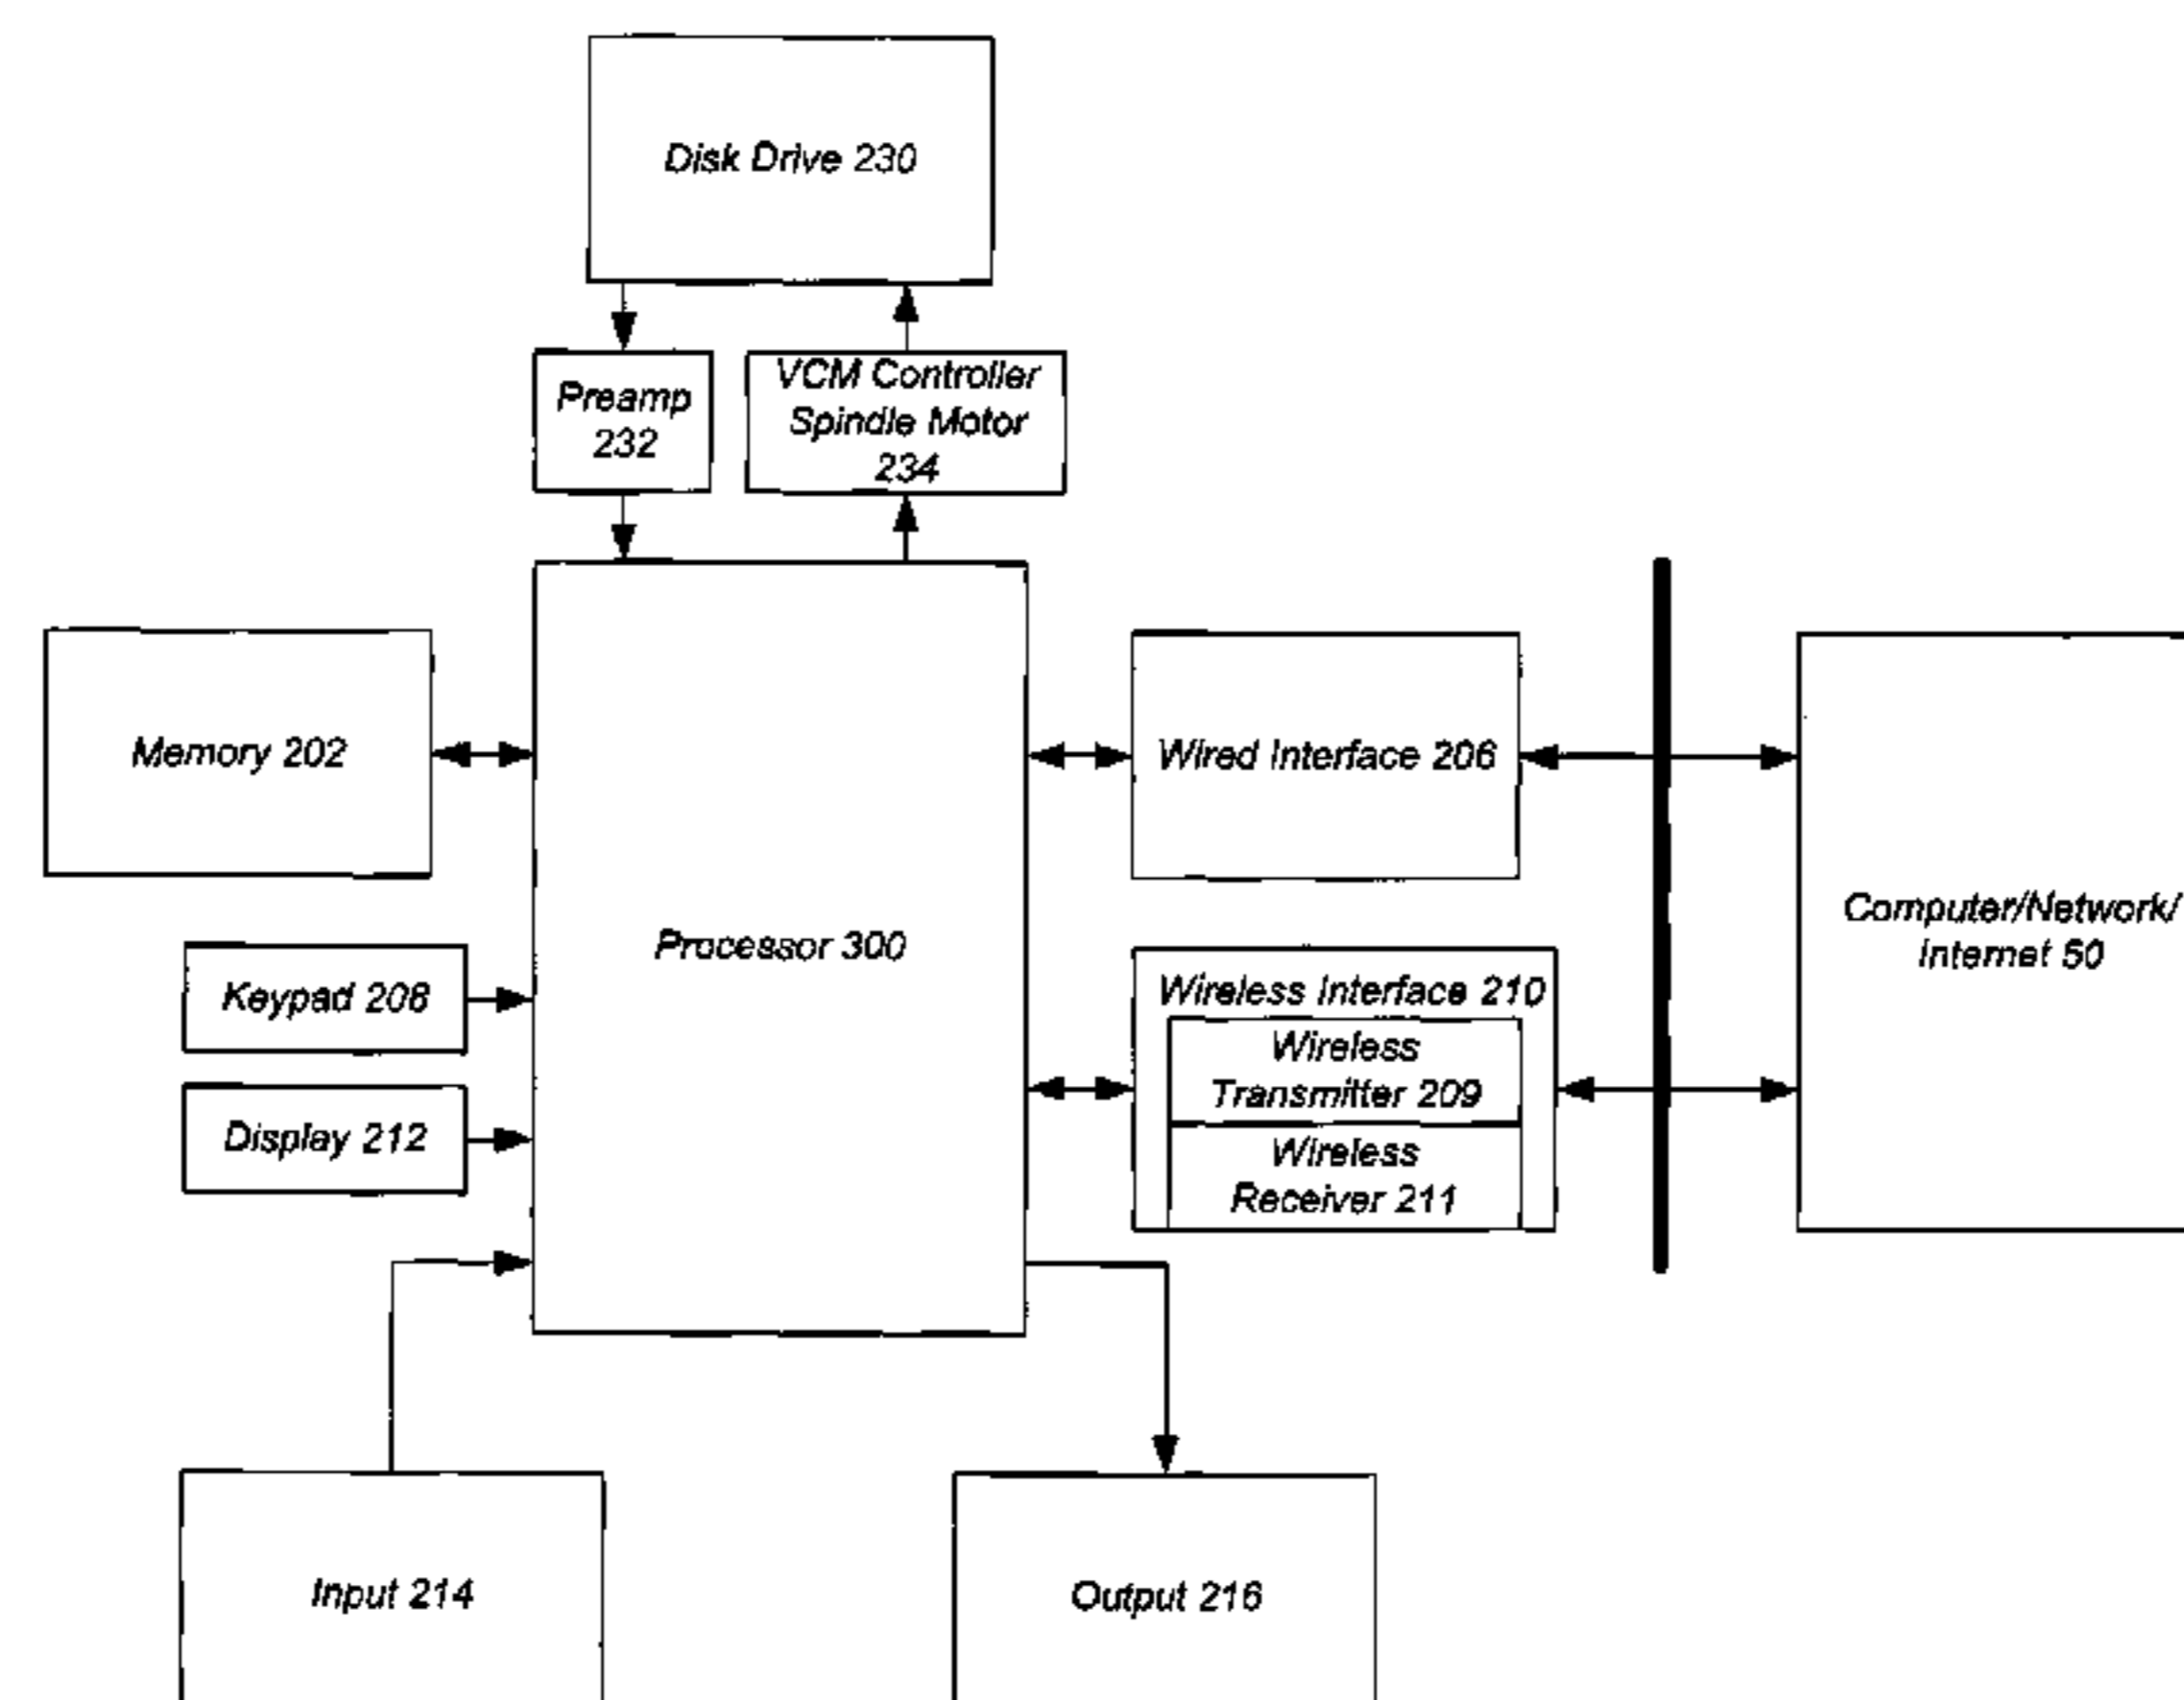 Disk Drive 230
Preamp
232
VCM Controller
Spindle Motor
234
Memory 202
Wired Interface 206
Processor 300
Computer/Network/
Internet 50
Keypad 208
Wireless Interface 210
Wireless
Transmitter 209
Display 212
Wireless
Receiver 211
Input 214
Output 216